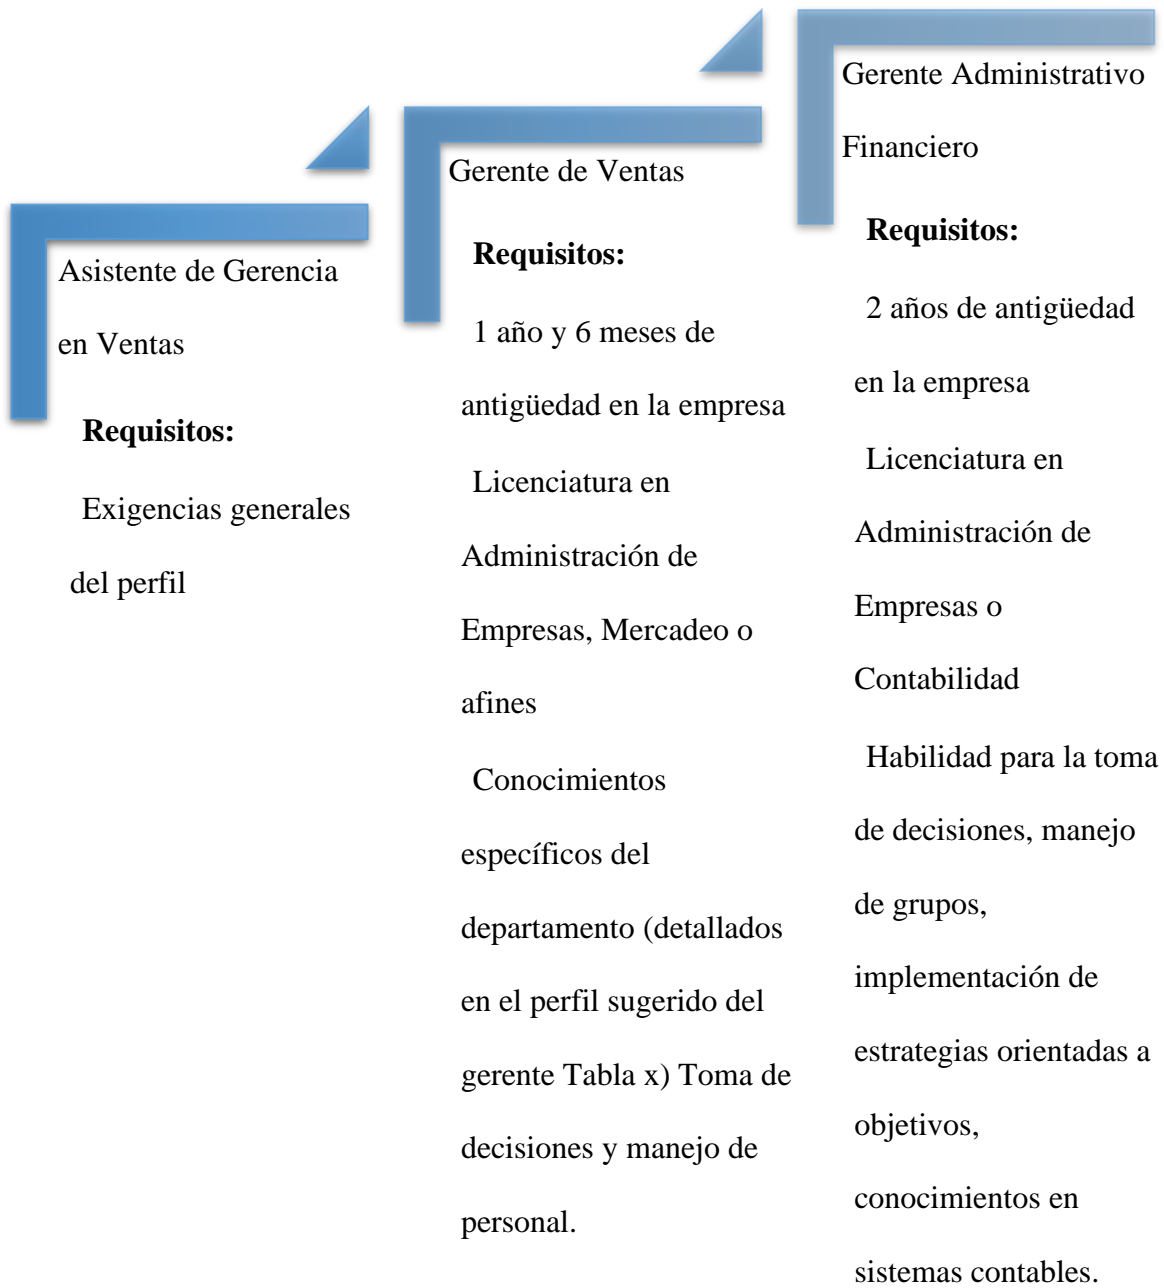 Asistente de Gerencia
en Ventas
Requisitos:
Exigencias generales
del perfil
Gerente de Ventas
Requisitos:
1 año y 6 meses de
antigüedad en la empresa
Licenciatura en
Administración de
Empresas, Mercadeo o
afines
Conocimientos
específicos del
departamento (detallados
en el perfil sugerido del
gerente Tabla x) Toma de
decisiones y manejo de
personal.
Gerente Administrativo
Financiero
Requisitos:
2 años de antigüedad
en la empresa
Licenciatura en
Administración de
Empresas o
Contabilidad
Habilidad para la toma
de decisiones, manejo
de grupos,
implementación de
estrategias orientadas a
objetivos,
conocimientos en
sistemas contables.